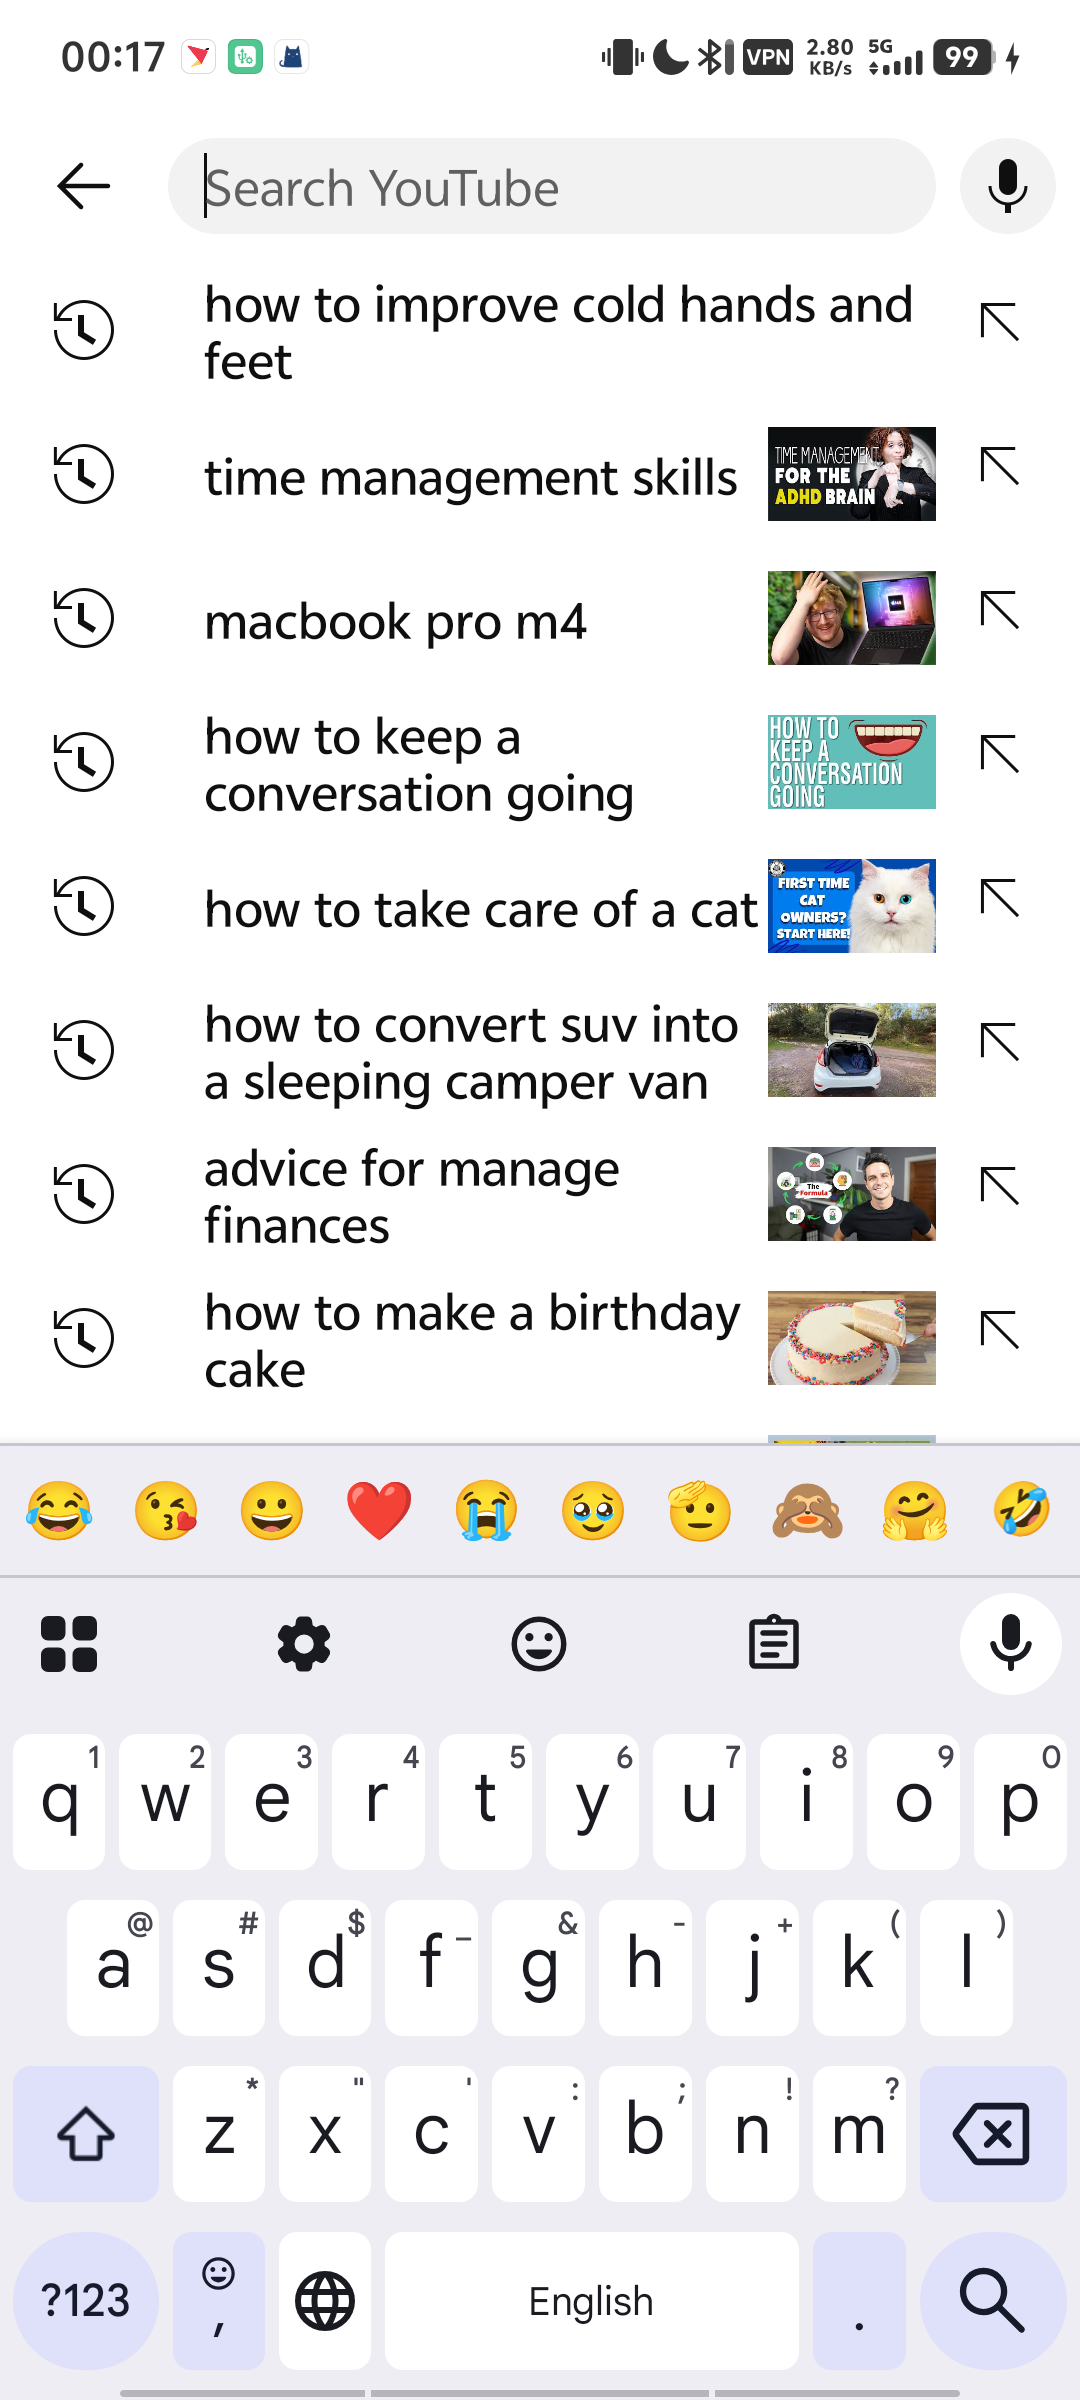 00:17 VPN 2.80 KB/s 5G 99
Search YouTube
how to improve cold hands and
feet
time management skills
TIME MANAGEMENT
FOR THE
ADHD BRAIN
macbook pro m4
how to keep a
conversation going
HOW TO
KEEP A
CONVERSATION
GOING
how to take care of a cat
FIRST TIME
CAT
OWNERS?
START HERE!
how to convert suv into
a sleeping camper van
advice for manage
finances
The
Formula
how to make a birthday
cake
1 2 3 4 5 6 7 8 9 0
q w e r t y u i o p
@ # $ _ & - + ( )
a s d f g h j k l
* " ' : ; ! ?
z x c v b n m
?123 , English .